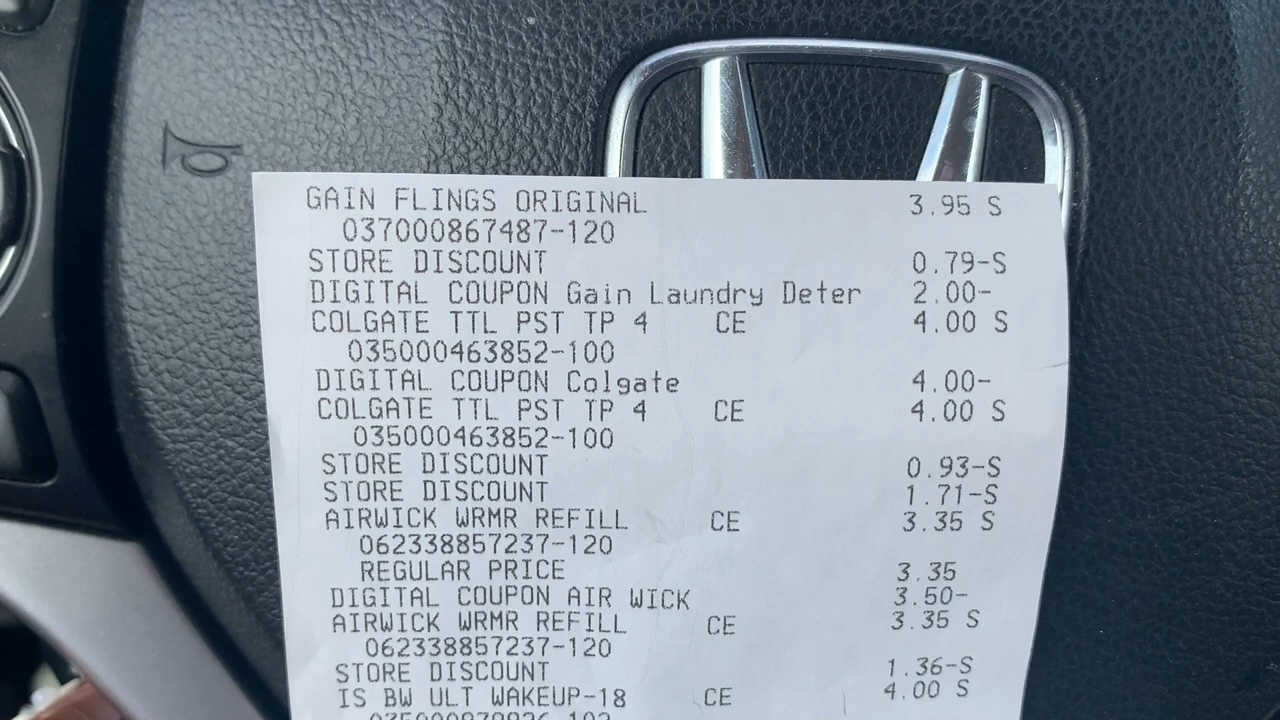 GAIN FLINGS ORIGINAL 3.95 S
037000867487-120
STORE DISCOUNT 0.79-S
DIGITAL COUPON Gain Laundry Deter 2.00-
COLGATE TTL PST TP 4 CE 4.00 S
035000463852-100
DIGITAL COUPON Colgate 4.00-
COLGATE TTL PST TP 4 CE 4.00 S
035000463852-100
STORE DISCOUNT 0.93-S
STORE DISCOUNT 1.71-S
AIRWICK WRMR REFILL CE 3.35 S
062338857237-120
REGULAR PRICE 3.35
DIGITAL COUPON AIR WICK 3.50-
AIRWICK WRMR REFILL CE 3.35 S
062338857237-120
STORE DISCOUNT 1.36-S
IS BW ULT WAKEUP-18 CE 4.00 S